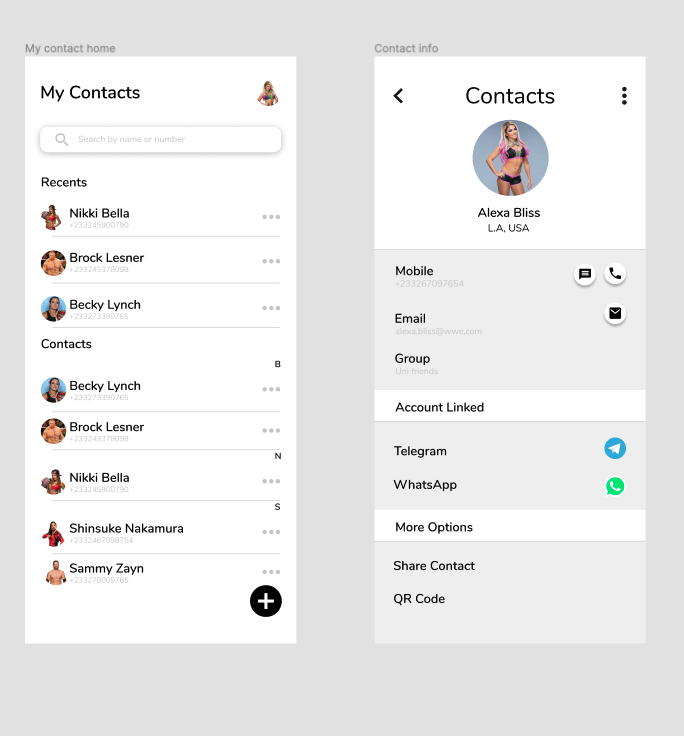 My contact home
My Contacts
Search by name or number
Recents
Nikki Bella
+233245900790
Brock Lesner
+233243378098
Becky Lynch
+233273390765
Contacts
B
Becky Lynch
+233273390765
Brock Lesner
+233243378098
N
Nikki Bella
+233245900790
S
Shinsuke Nakamura
+2332467098754
Sammy Zayn
+233278009765
Contact info
Contacts
Alexa Bliss
L.A, USA
Mobile
+233267097654
Email
alexa.bliss@wwe.com
Group
Uni friends
Account Linked
Telegram
WhatsApp
More Options
Share Contact
QR Code